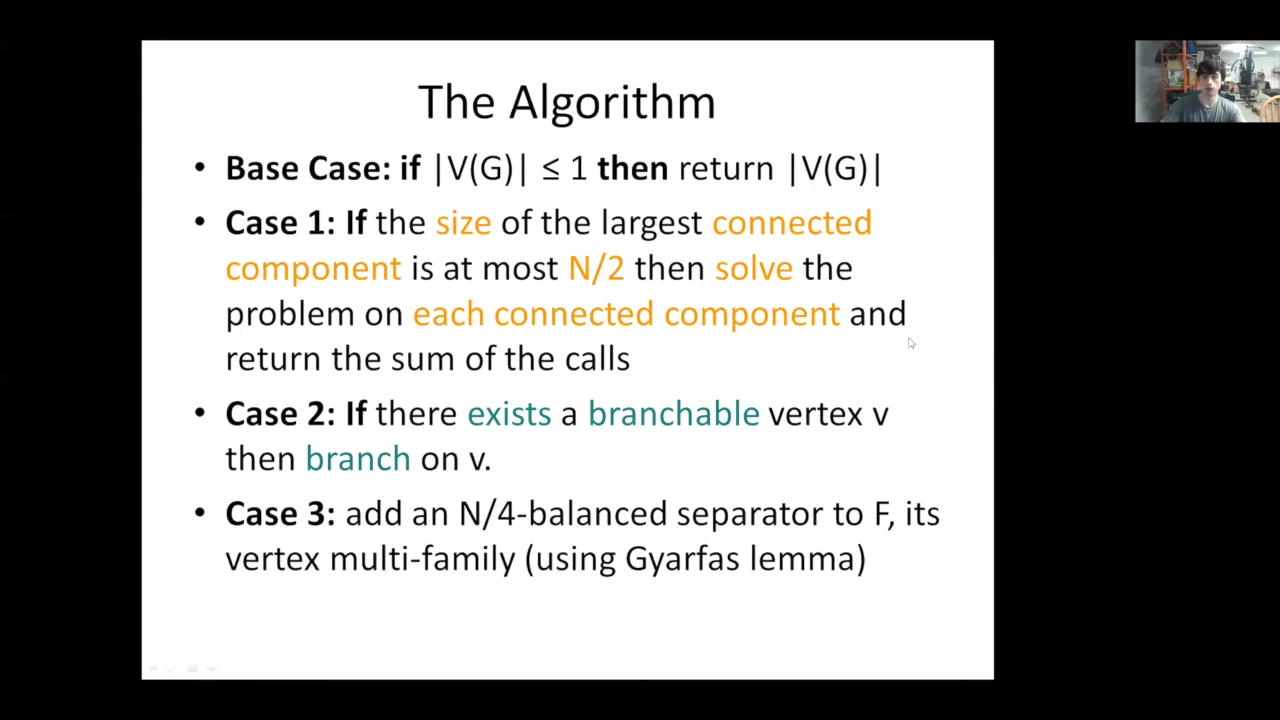 The Algorithm
• Base Case: if |V(G)| ≤ 1 then return |V(G)|
• Case 1: If the size of the largest connected
component is at most N/2 then solve the
problem on each connected component and
return the sum of the calls
• Case 2: If there exists a branchable vertex v
then branch on v.
• Case 3: add an N/4-balanced separator to F, its
vertex multi-family (using Gyarfas lemma)